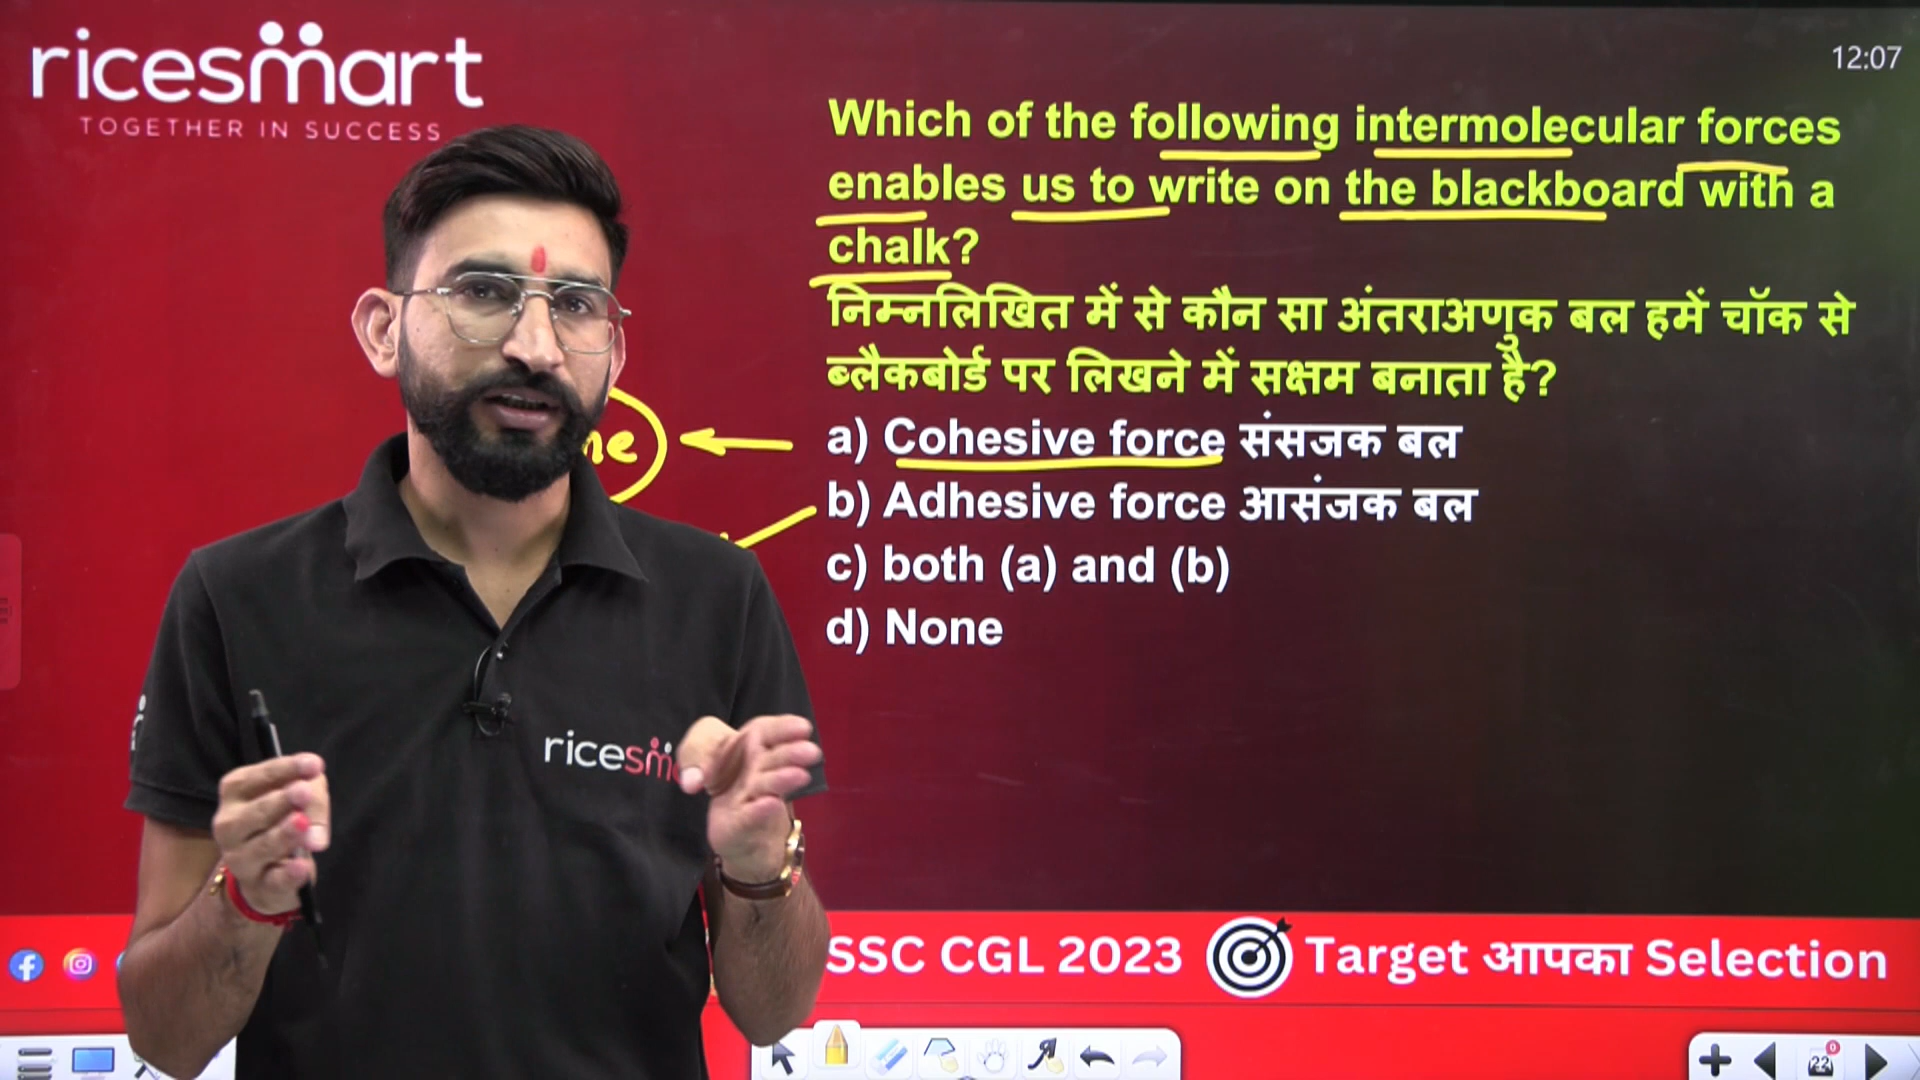 ricesmart
TOGETHER IN SUCCESS
12:07
Which of the following intermolecular forces
enables us to write on the blackboard with a
chalk?
निम्नलिखित में से कौन सा अंतराअणुक बल हमें चॉक से
ब्लैकबोर्ड पर लिखने में सक्षम बनाता है?
a) Cohesive force संसजक बल
b) Adhesive force आसंजक बल
c) both (a) and (b)
d) None
SSC CGL 2023 Target आपका Selection
22
0